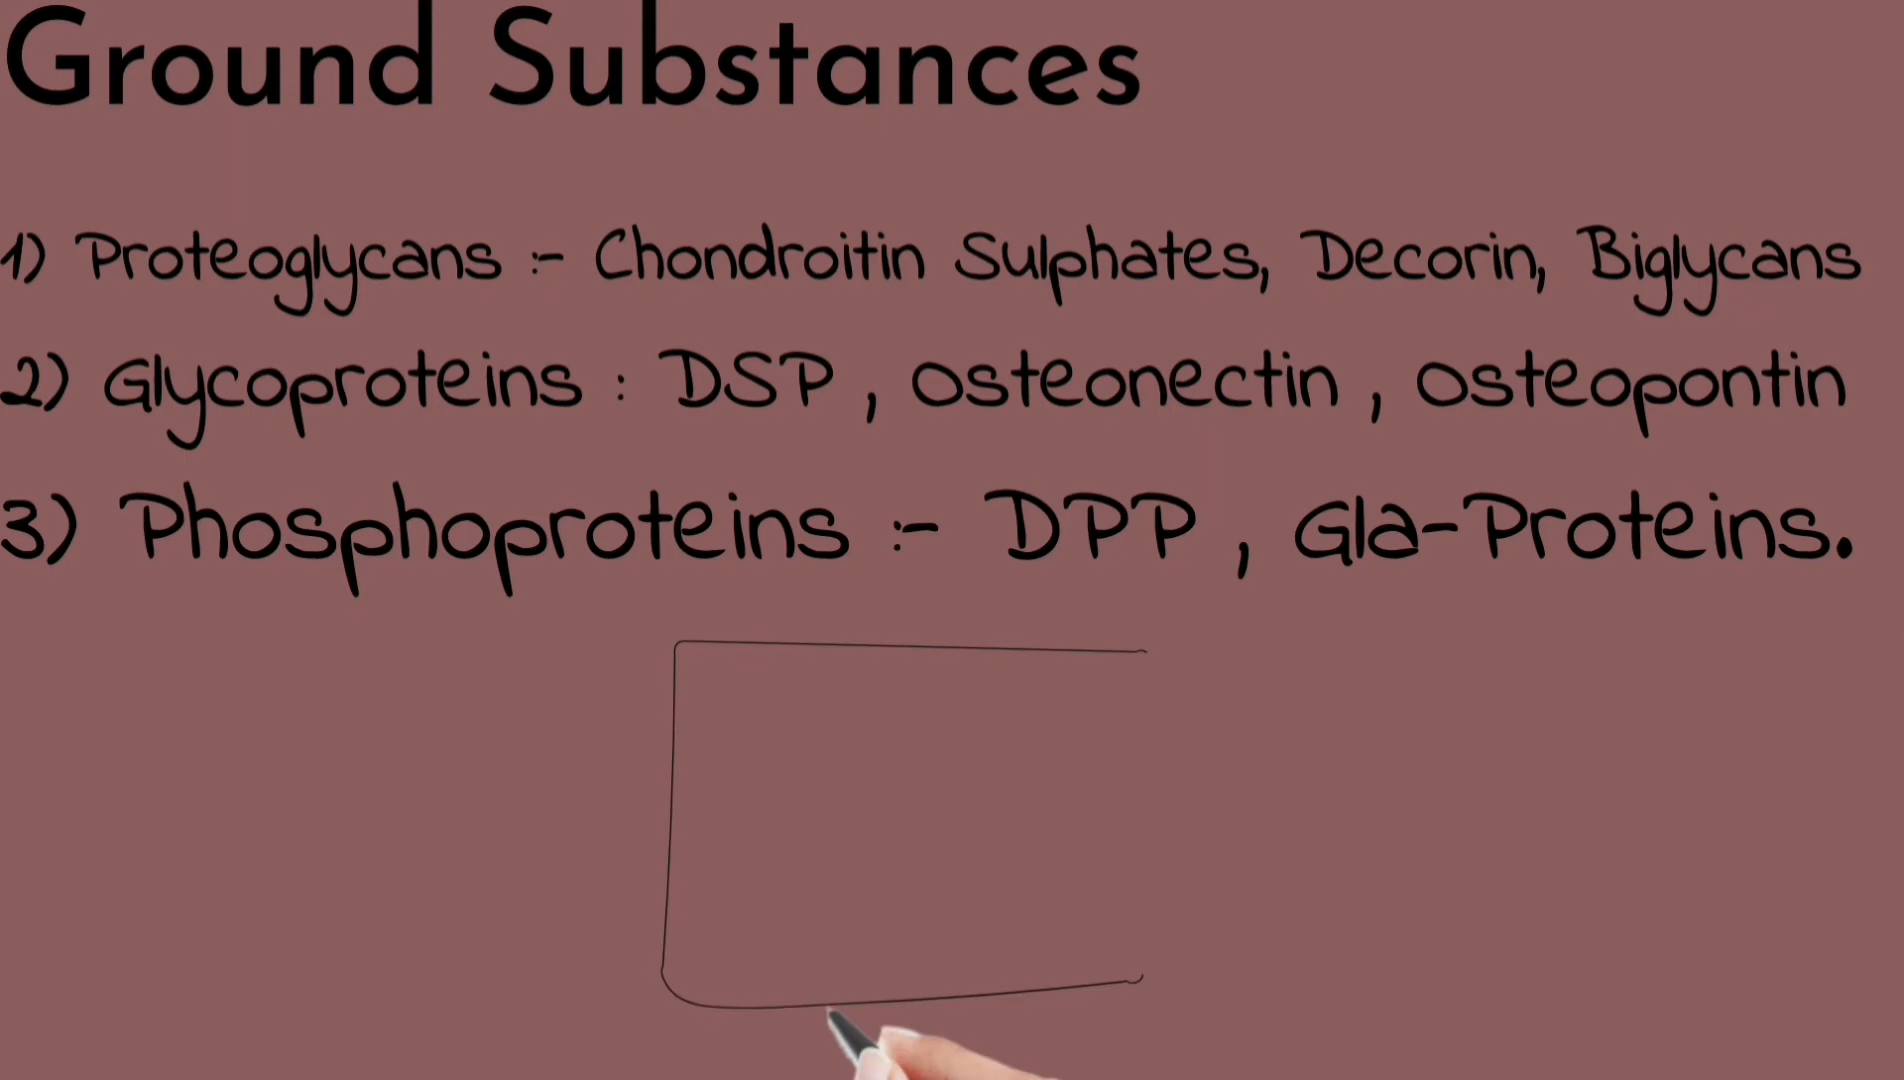 Ground Substances
1) Proteoglycans :- Chondroitin Sulphates, Decorin, Biglycans
2) Glycoproteins : DSP , Osteonectin , Osteopontin
3) Phosphoproteins :- DPP , Gla-Proteins.